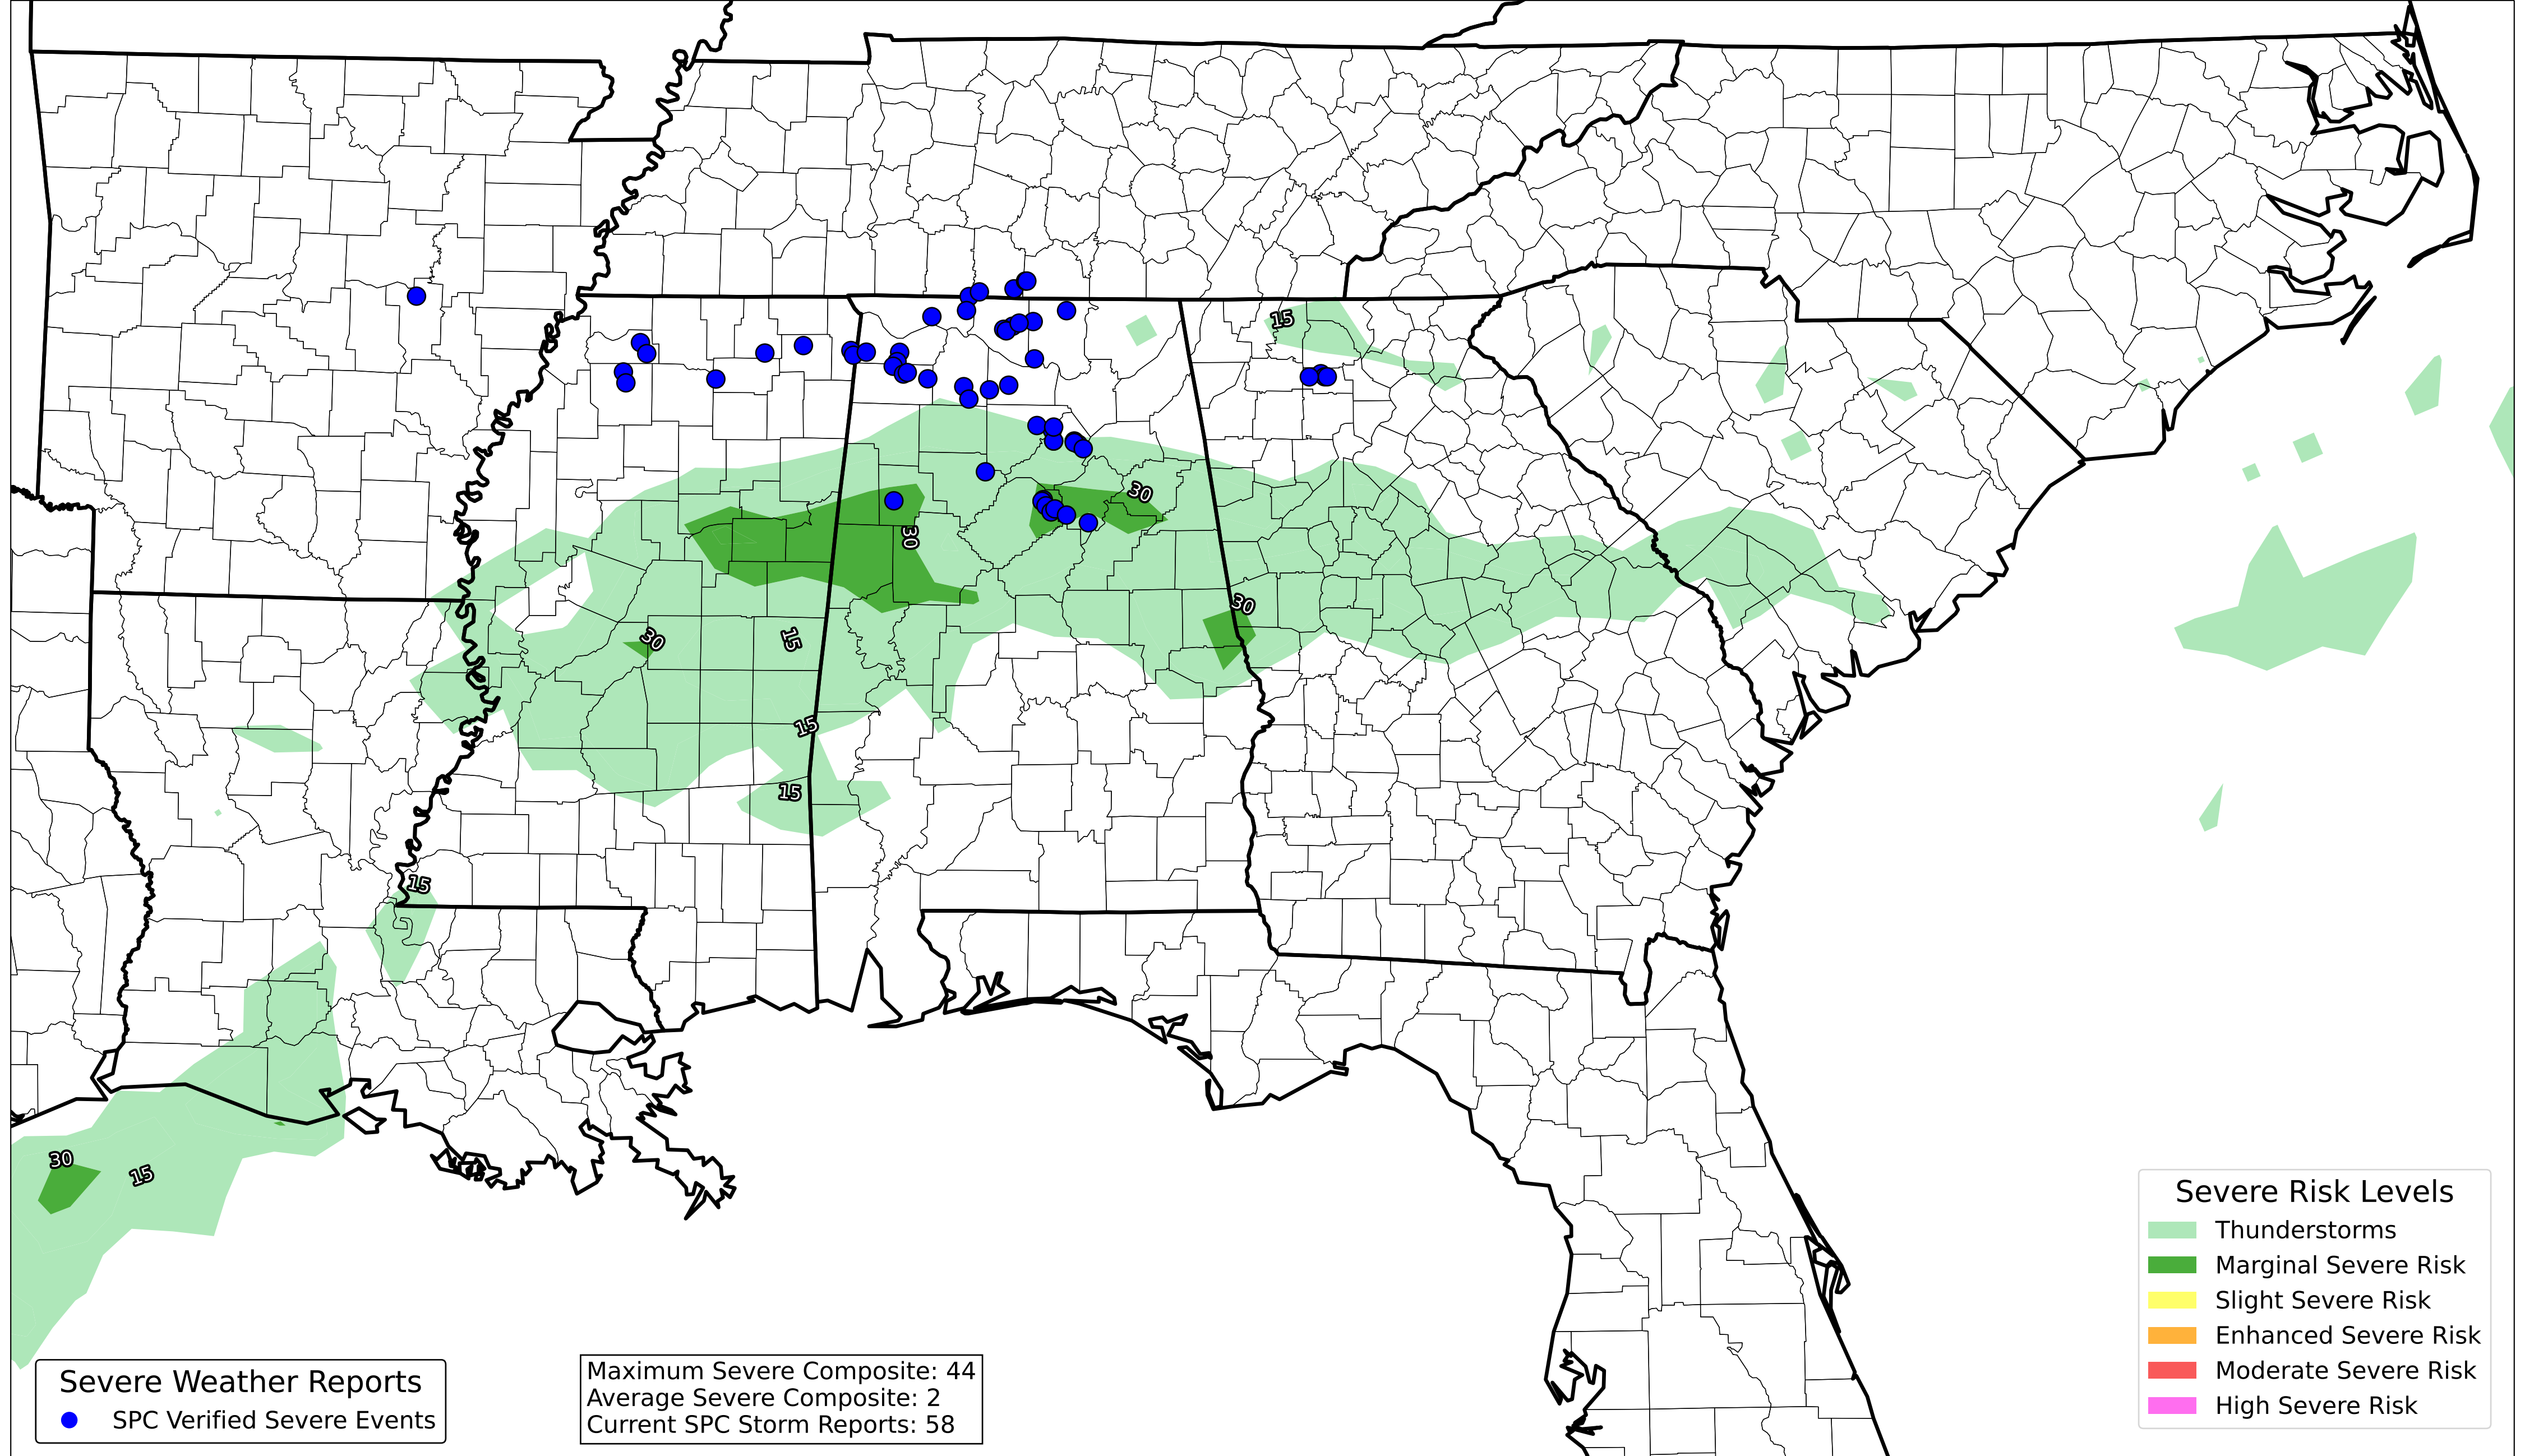 15
30
30
30
30
15
15
15
15
30
15
Severe Weather Reports
SPC Verified Severe Events
Maximum Severe Composite: 44
Average Severe Composite: 2
Current SPC Storm Reports: 58
Severe Risk Levels
Thunderstorms
Marginal Severe Risk
Slight Severe Risk
Enhanced Severe Risk
Moderate Severe Risk
High Severe Risk